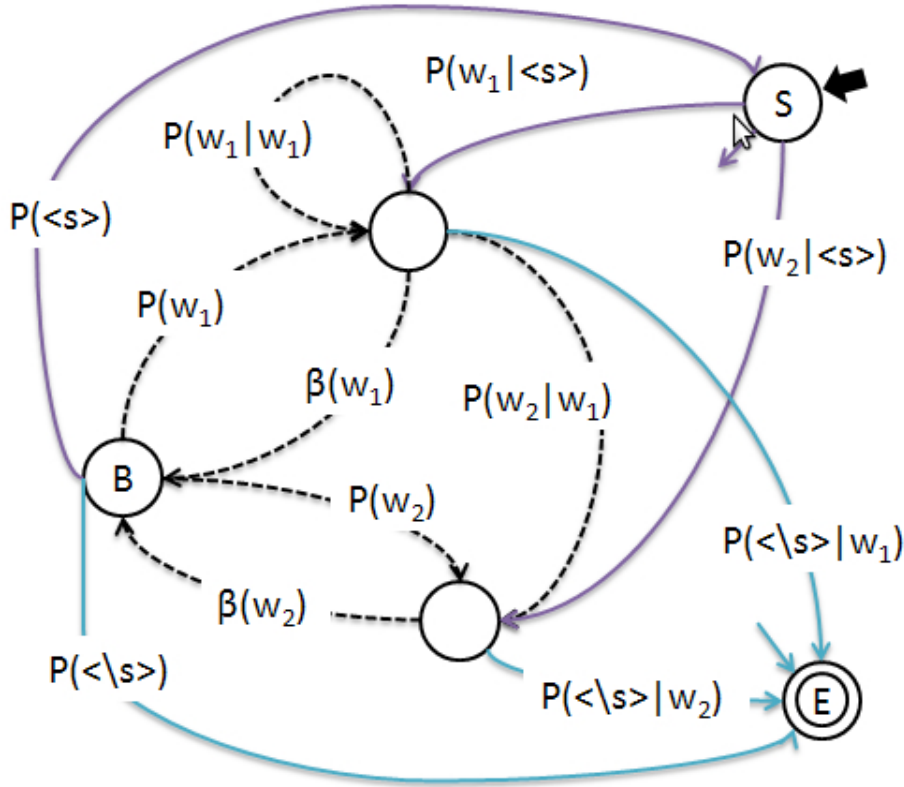 P(w₁|<s>)
S
P(w₁|w₁)
P(<s>)
P(w₂|<s>)
P(w₁)
β(w₁)
P(w₂|w₁)
B
P(w₂)
P(<\s>|w₁)
β(w₂)
P(<\s>)
P(<\s>|w₂)
E